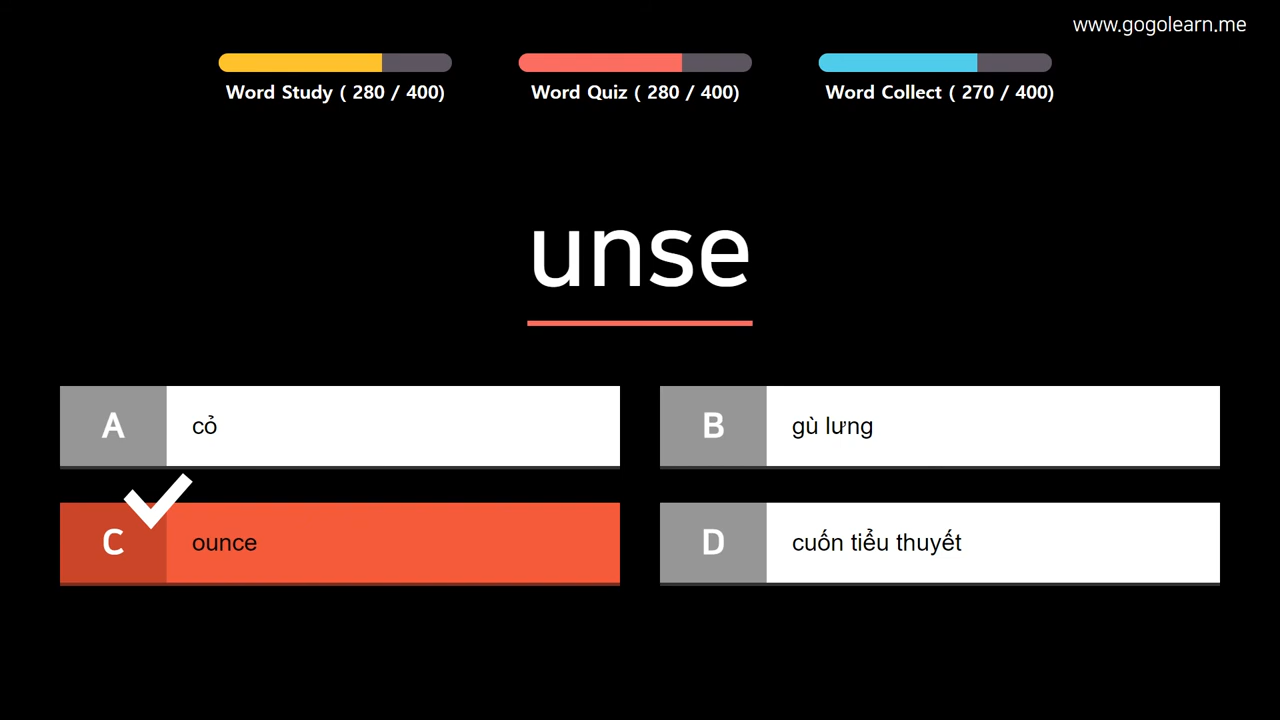 www.gogolearn.me
Word Study ( 280 / 400)
Word Quiz ( 280 / 400)
Word Collect ( 270 / 400)
unse
A cỏ
B gù lưng
C ounce
D cuốn tiểu thuyết